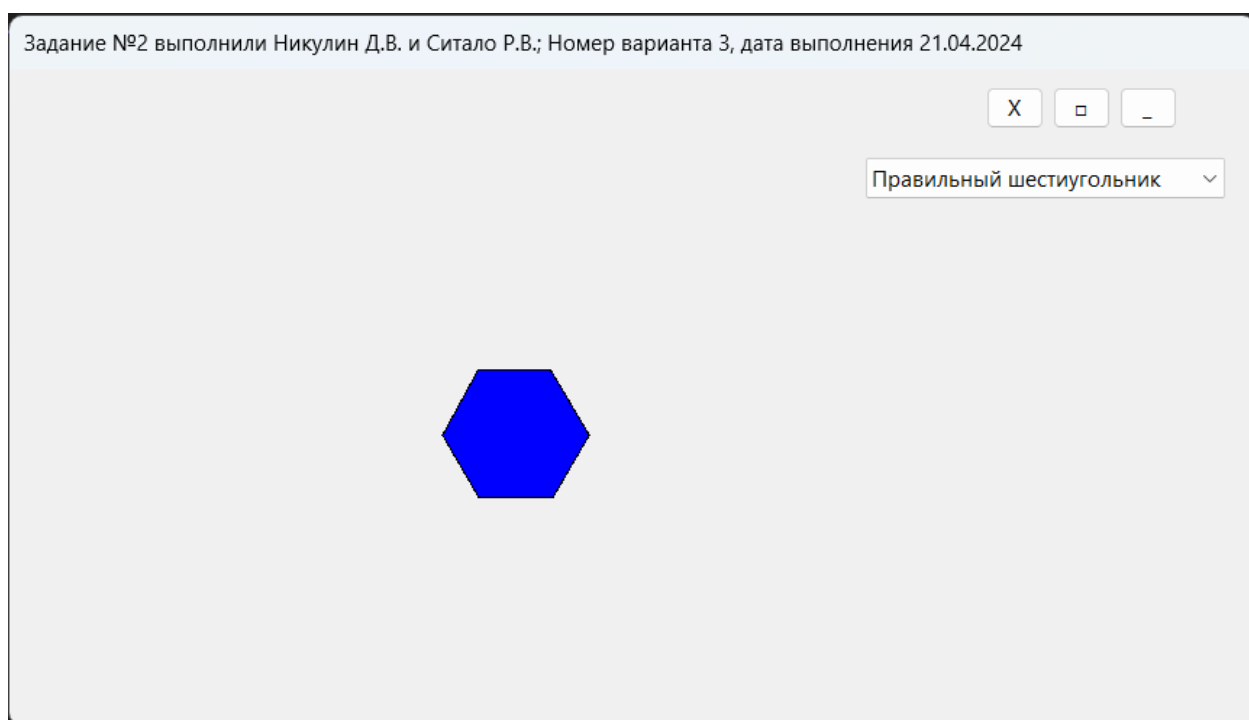 Задание №2 выполнили Никулин Д.В. и Ситало Р.В.; Номер варианта 3, дата выполнения 21.04.2024
X □ _
Правильный шестиугольник